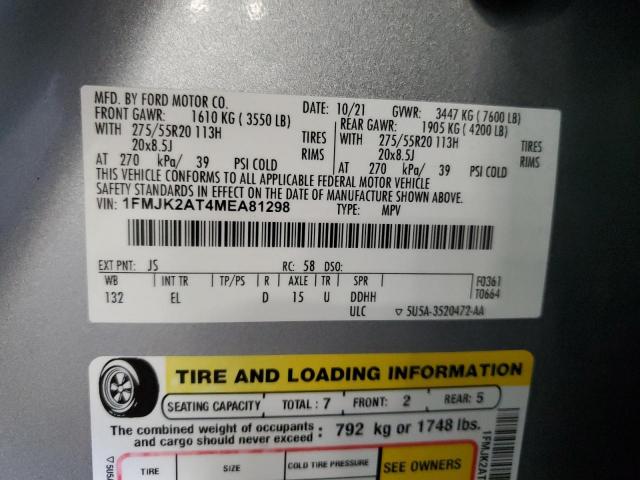 MFD. BY FORD MOTOR CO. DATE: 10/21 GVWR: 3447 KG ( 7600 LB)
FRONT GAWR: 1610 KG ( 3550 LB) REAR GAWR: 1905 KG ( 4200 LB)
WITH 275/55R20 113H TIRES WITH 275/55R20 113H TIRES
20x8.5J RIMS 20x8.5J RIMS
AT 270 kPa/ 39 PSI COLD AT 270 kPa/ 39 PSI COLD
THIS VEHICLE CONFORMS TO ALL APPLICABLE FEDERAL MOTOR VEHICLE
SAFETY STANDARDS IN EFFECT ON THE DATE OF MANUFACTURE SHOWN ABOVE.
VIN: 1FMJK2AT4MEA81298 TYPE: MPV
EXT PNT: JS RC: 58 DSO:
WB INT TR TP/PS R AXLE TR SPR F0361
132 EL D 15 U DDHH T0664
ULC ▽ 5U5A-3520472-AA
TIRE AND LOADING INFORMATION
SEATING CAPACITY TOTAL : 7 FRONT: 2 REAR: 5
The combined weight of occupants
and cargo should never exceed : 792 kg or 1748 lbs.
TIRE SIZE COLD TIRE PRESSURE SEE OWNERS
1FMJK2AT
▽ 5U5A